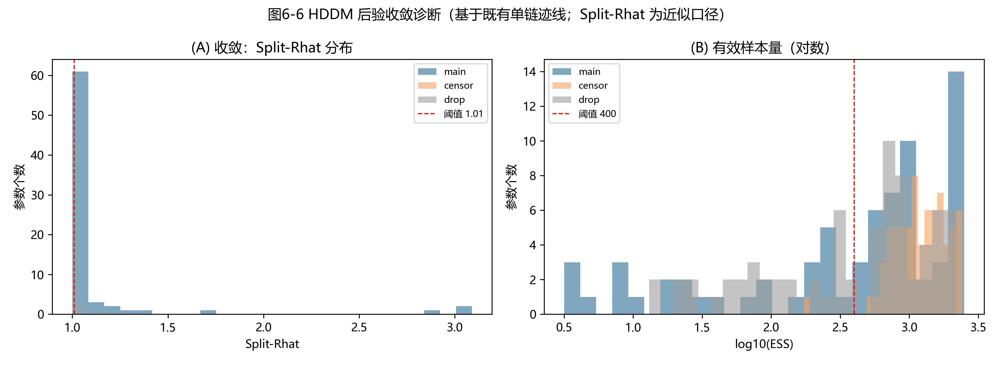 图6-6 HDDM 后验收敛诊断（基于既有单链迹线；Split-Rhat 为近似口径）
(A) 收敛：Split-Rhat 分布
参数个数
60
50
40
30
20
10
0
1.0 1.5 2.0 2.5 3.0
Split-Rhat
main
censor
drop
阈值 1.01
(B) 有效样本量（对数）
参数个数
14
12
10
8
6
4
2
0
0.5 1.0 1.5 2.0 2.5 3.0 3.5
log10(ESS)
main
censor
drop
阈值 400